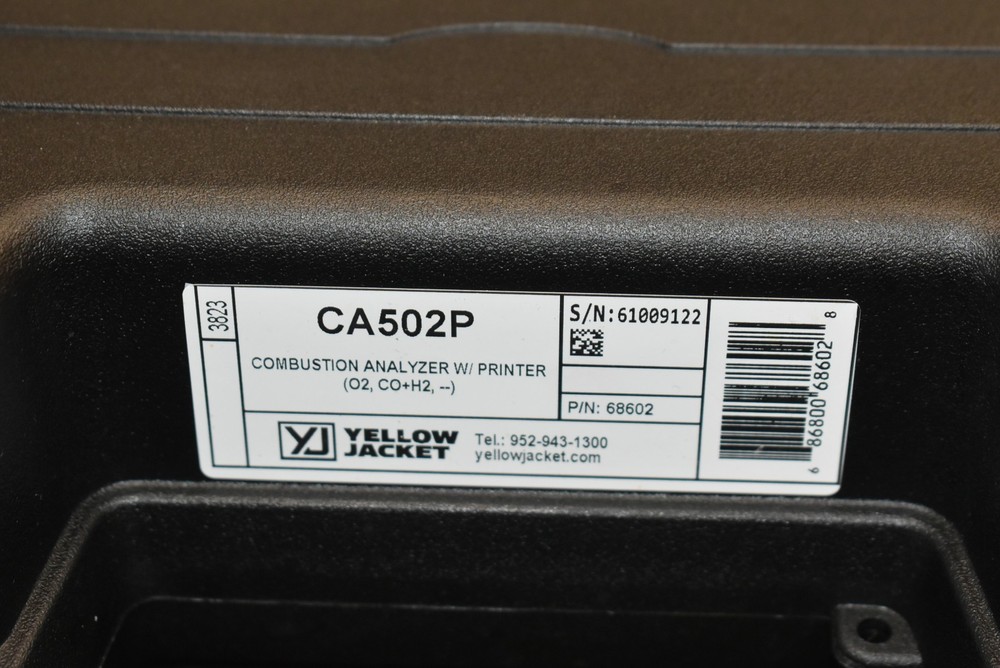 3823
CA502P
COMBUSTION ANALYZER W/ PRINTER
(O2, CO+H2, --)
S/N:61009122
P/N: 68602
YJ YELLOW
JACKET
Tel.: 952-943-1300
yellowjacket.com
6 86800 68602 8